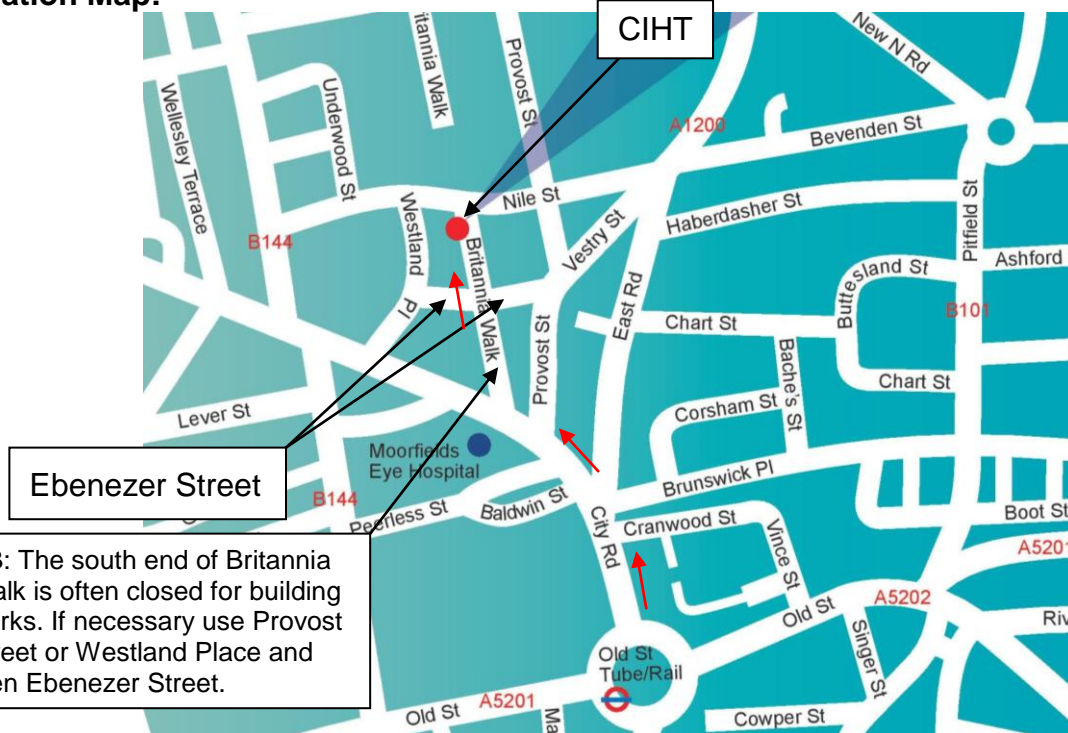 ation Map:
CIHT
itannia Walk
Provost St
New N Rd
Underwood St
Wellesley Terrace
A1200
Bevenden St
Nile St
Westland
Pl
Haberdasher St
Pitfield St
B144
Britannia Walk
Vestry St
Ashford
Buttesland St
East Rd
B101
Chart St
Provost St
Bache's St
Chart St
Lever St
Corsham St
Moorfields
Eye Hospital
Ebenezer Street
Brunswick Pl
B144
Peerless St
Baldwin St
City Rd
Cranwood St
Vince St
Boot St
A5201
B: The south end of Britannia
alk is often closed for building
rks. If necessary use Provost
reet or Westland Place and
en Ebenezer Street.
Old St
A5202
Riv
Singer St
Old St
Tube/Rail
A5201
Old St
Ma
Cowper St